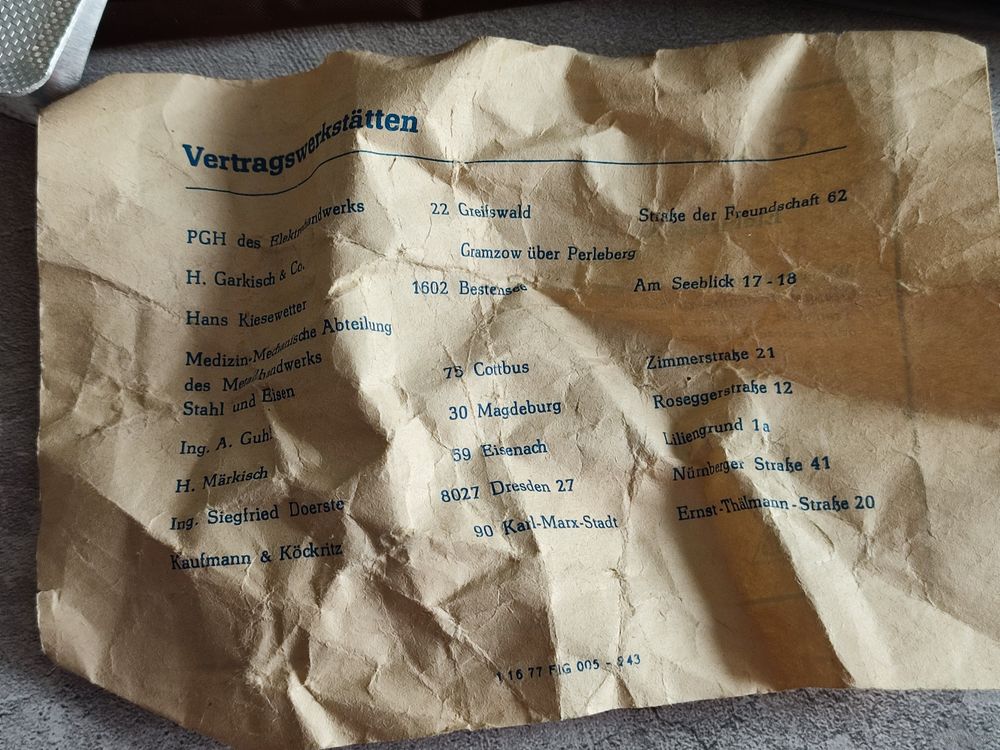 Vertragswerkstätten
PGH des Elektrohandwerks 22 Greifswald Straße der Freundschaft 62
H. Garkisch & Co. Gramzow über Perleberg
Hans Kiesewetter 1602 Bestensee Am Seeblick 17-18
Medizin-Mechanische Abteilung
des Metallhandwerks
Stahl und Eisen 75 Cottbus Zimmerstraße 21
Ing. A. Guhl 30 Magdeburg Roseggerstraße 12
H. Märkisch 59 Eisenach Liliengrund 1a
Ing. Siegfried Doerste 8027 Dresden 27 Nürnberger Straße 41
Kaufmann & Köckritz 90 Karl-Marx-Stadt Ernst-Thälmann-Straße 20
1 16 77 FIG 005 -